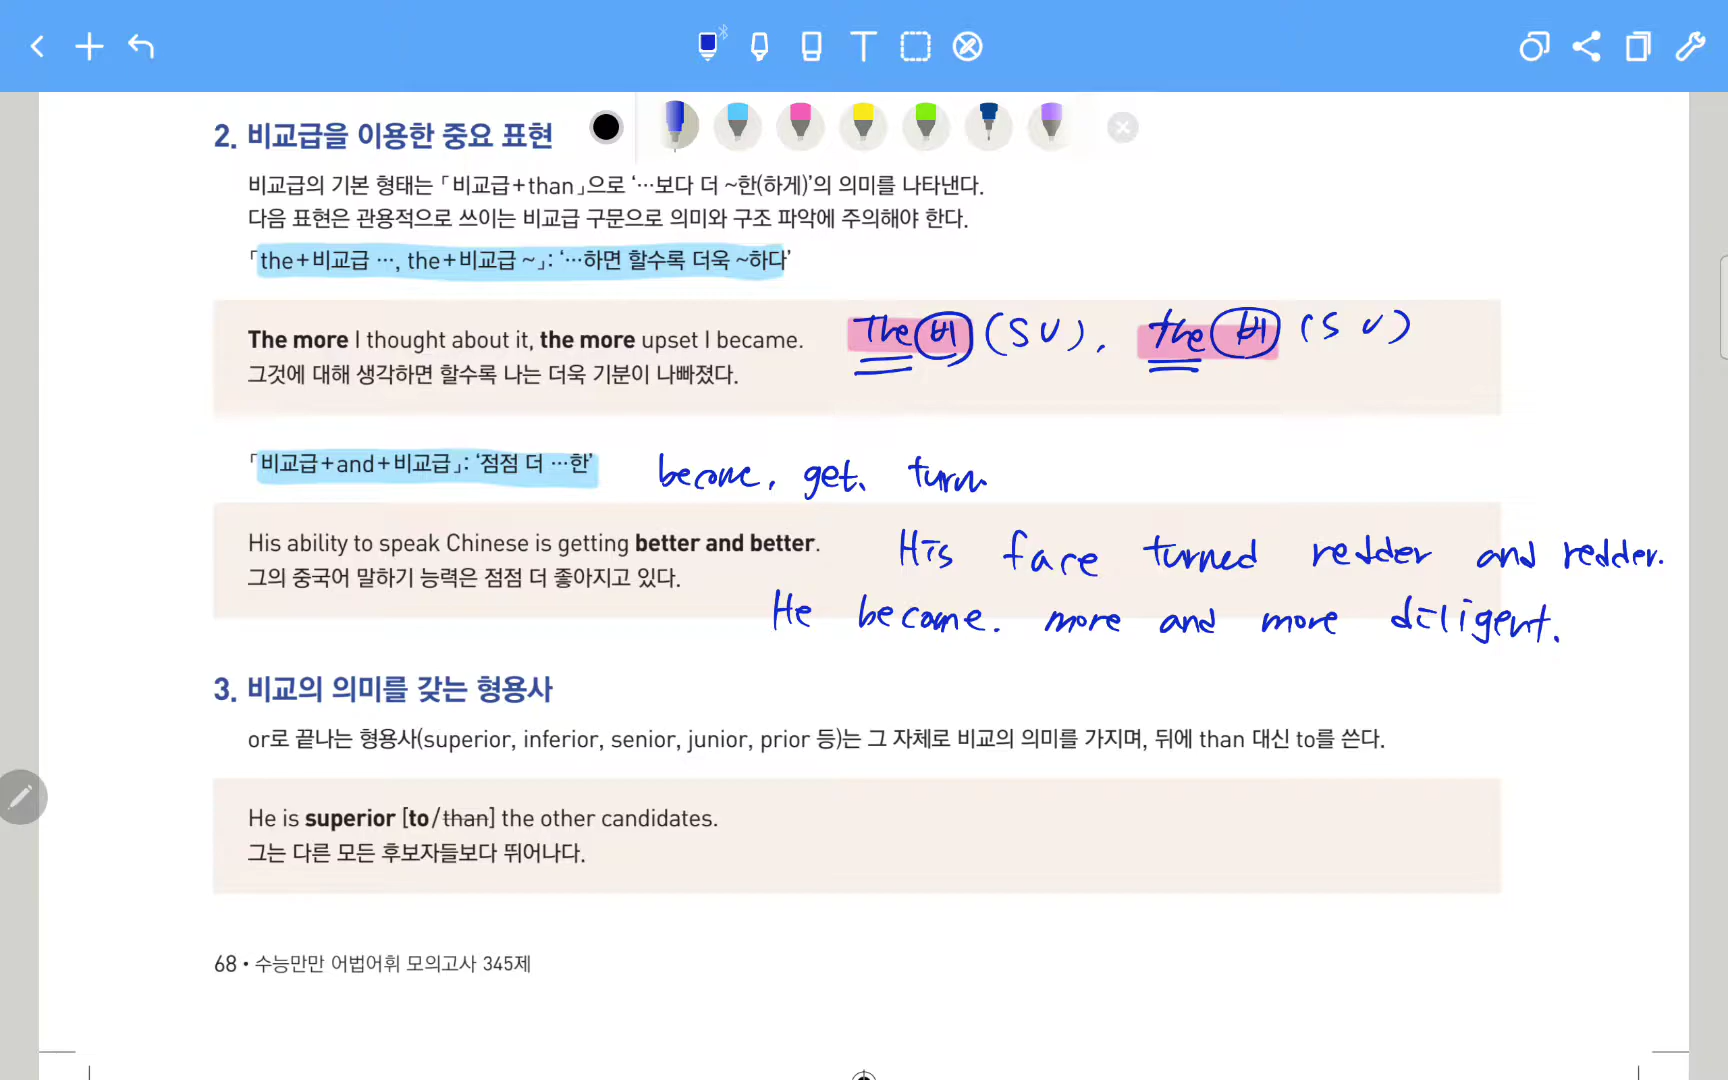 T
2. 비교급을 이용한 중요 표현
비교급의 기본 형태는 「비교급+than」으로 ‘…보다 더 ~한(하게)’의 의미를 나타낸다.
다음 표현은 관용적으로 쓰이는 비교급 구문으로 의미와 구조 파악에 주의해야 한다.
「the+비교급 …, the+비교급 ~」: ‘…하면 할수록 더욱 ~하다’
The more I thought about it, the more upset I became.
The 비 (S V), the 비 (S V)
그것에 대해 생각하면 할수록 나는 더욱 기분이 나빠졌다.
「비교급+and+비교급」: ‘점점 더 …한’
become, get, turn
His ability to speak Chinese is getting better and better.
His face turned redder and redder.
그의 중국어 말하기 능력은 점점 더 좋아지고 있다.
He became. more and more diligent.
3. 비교의 의미를 갖는 형용사
or로 끝나는 형용사(superior, inferior, senior, junior, prior 등)는 그 자체로 비교의 의미를 가지며, 뒤에 than 대신 to를 쓴다.
He is superior [to/than] the other candidates.
그는 다른 모든 후보자들보다 뛰어나다.
68 • 수능만만 어법어휘 모의고사 345제